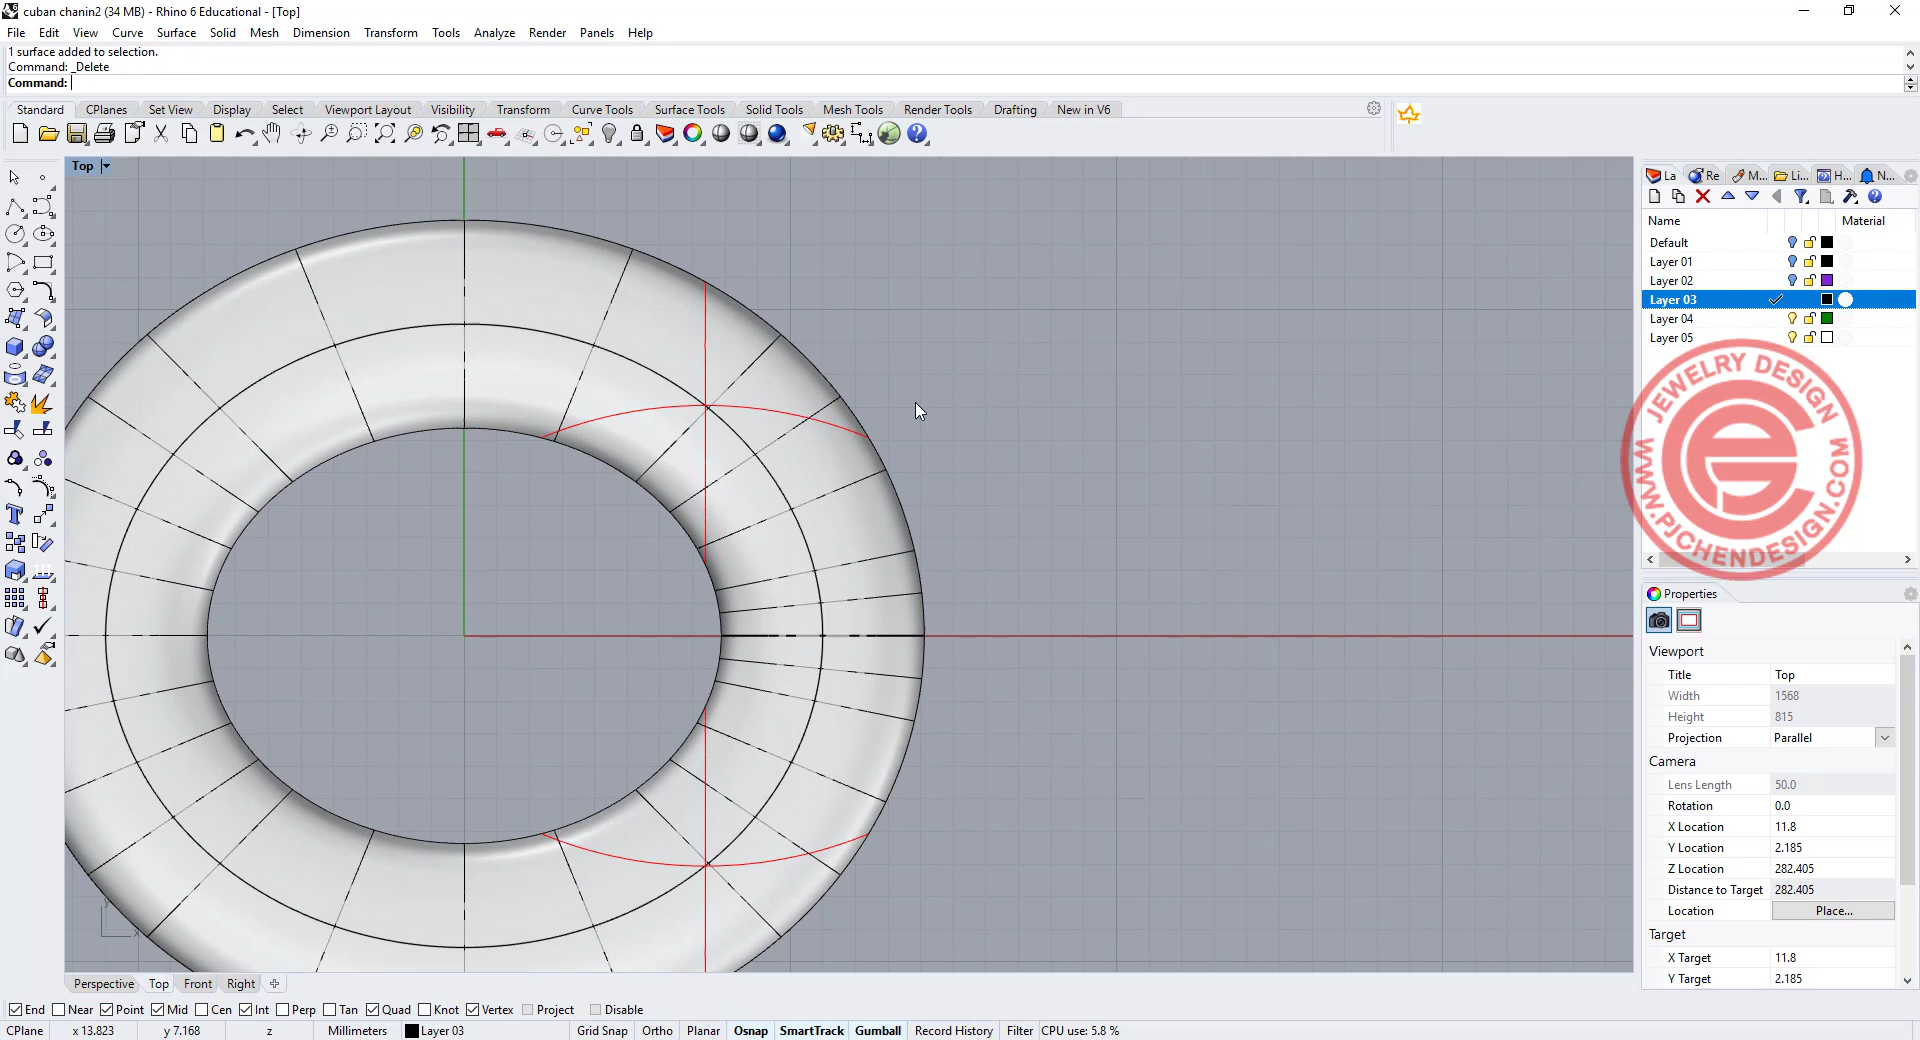 cuban chanin2 (34 MB) - Rhino 6 Educational - [Top]
File Edit View Curve Surface Solid Mesh Dimension Transform Tools Analyze Render Panels Help
1 surface added to selection.
Command: _Delete
Command:
Standard CPlanes Set View Display Select Viewport Layout Visibility Transform Curve Tools Surface Tools Solid Tools Mesh Tools Render Tools Drafting New in V6
Top
La Re M... Li... H... N...
Name Material
Default
Layer 01
Layer 02
Layer 03
Layer 04
Layer 05
JEWELRY DESIGN
WWW.PJCHENDESIGN.COM
Properties
Viewport
Title Top
Width 1568
Height 815
Projection Parallel
Camera
Lens Length 50.0
Rotation 0.0
X Location 11.8
Y Location 2.185
Z Location 282.405
Distance to Target 282.405
Location Place...
Target
X Target 11.8
Y Target 2.185
y
x
Perspective Top Front Right
End Near Point Mid Cen Int Perp Tan Quad Knot Vertex Project Disable
CPlane x 13.823 y 7.168 z Millimeters Layer 03 Grid Snap Ortho Planar Osnap SmartTrack Gumball Record History Filter CPU use: 5.8 %